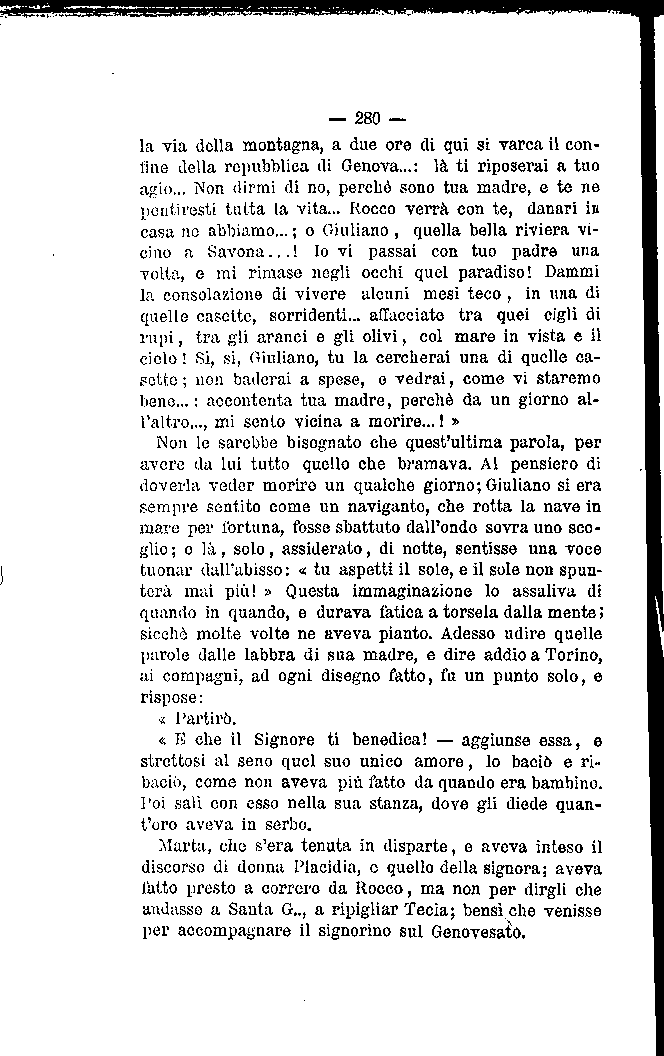 — 280 —
la via della montagna, a due ore di qui si varca il con-
fine della repubblica di Genova...: là ti riposerai a tuo
agio... Non dirmi di no, perchè sono tua madre, e te ne
pentiresti tutta la vita... Rocco verrà con te, danari in
casa ne abbiamo...; o Giuliano, quella bella riviera vi-
cino a Savona...! Io vi passai con tuo padre una
volta, e mi rimase negli occhi quel paradiso! Dammi
la consolazione di vivere alcuni mesi teco, in una di
quelle casette, sorridenti... affacciate tra quei cigli di
rupi, tra gli aranci e gli olivi, col mare in vista e il
cielo! Si, si, Giuliano, tu la cercherai una di quelle ca-
sette; non baderai a spese, e vedrai, come vi staremo
bene...: accontenta tua madre, perchè da un giorno al-
l'altro..., mi sento vicina a morire...! »
Non le sarebbe bisognato che quest'ultima parola, per
avere da lui tutto quello che bramava. Al pensiero di
doverla veder morire un qualche giorno; Giuliano si era
sempre sentito come un navigante, che rotta la nave in
mare per fortuna, fosse sbattuto dall'onde sovra uno sco-
glio; e là, solo, assiderato, di notte, sentisse una voce
tuonar dall'abisso: « tu aspetti il sole, e il sole non spun-
terà mai più! » Questa immaginazione lo assaliva di
quando in quando, e durava fatica a torsela dalla mente;
sicchè molte volte ne aveva pianto. Adesso udire quelle
parole dalle labbra di sua madre, e dire addio a Torino,
ai compagni, ad ogni disegno fatto, fu un punto solo, e
rispose:
« Partirò.
« E che il Signore ti benedica! — aggiunse essa, e
strettosi al seno quel suo unico amore, lo baciò e ri-
baciò, come non aveva più fatto da quando era bambino.
Poi salì con esso nella sua stanza, dove gli diede quan-
t'oro aveva in serbo.
Marta, che s'era tenuta in disparte, e aveva inteso il
discorso di donna Placidia, e quello della signora; aveva
fatto presto a correre da Rocco, ma non per dirgli che
andasse a Santa G.., a ripigliar Tecla; bensì che venisse
per accompagnare il signorino sul Genovesato.